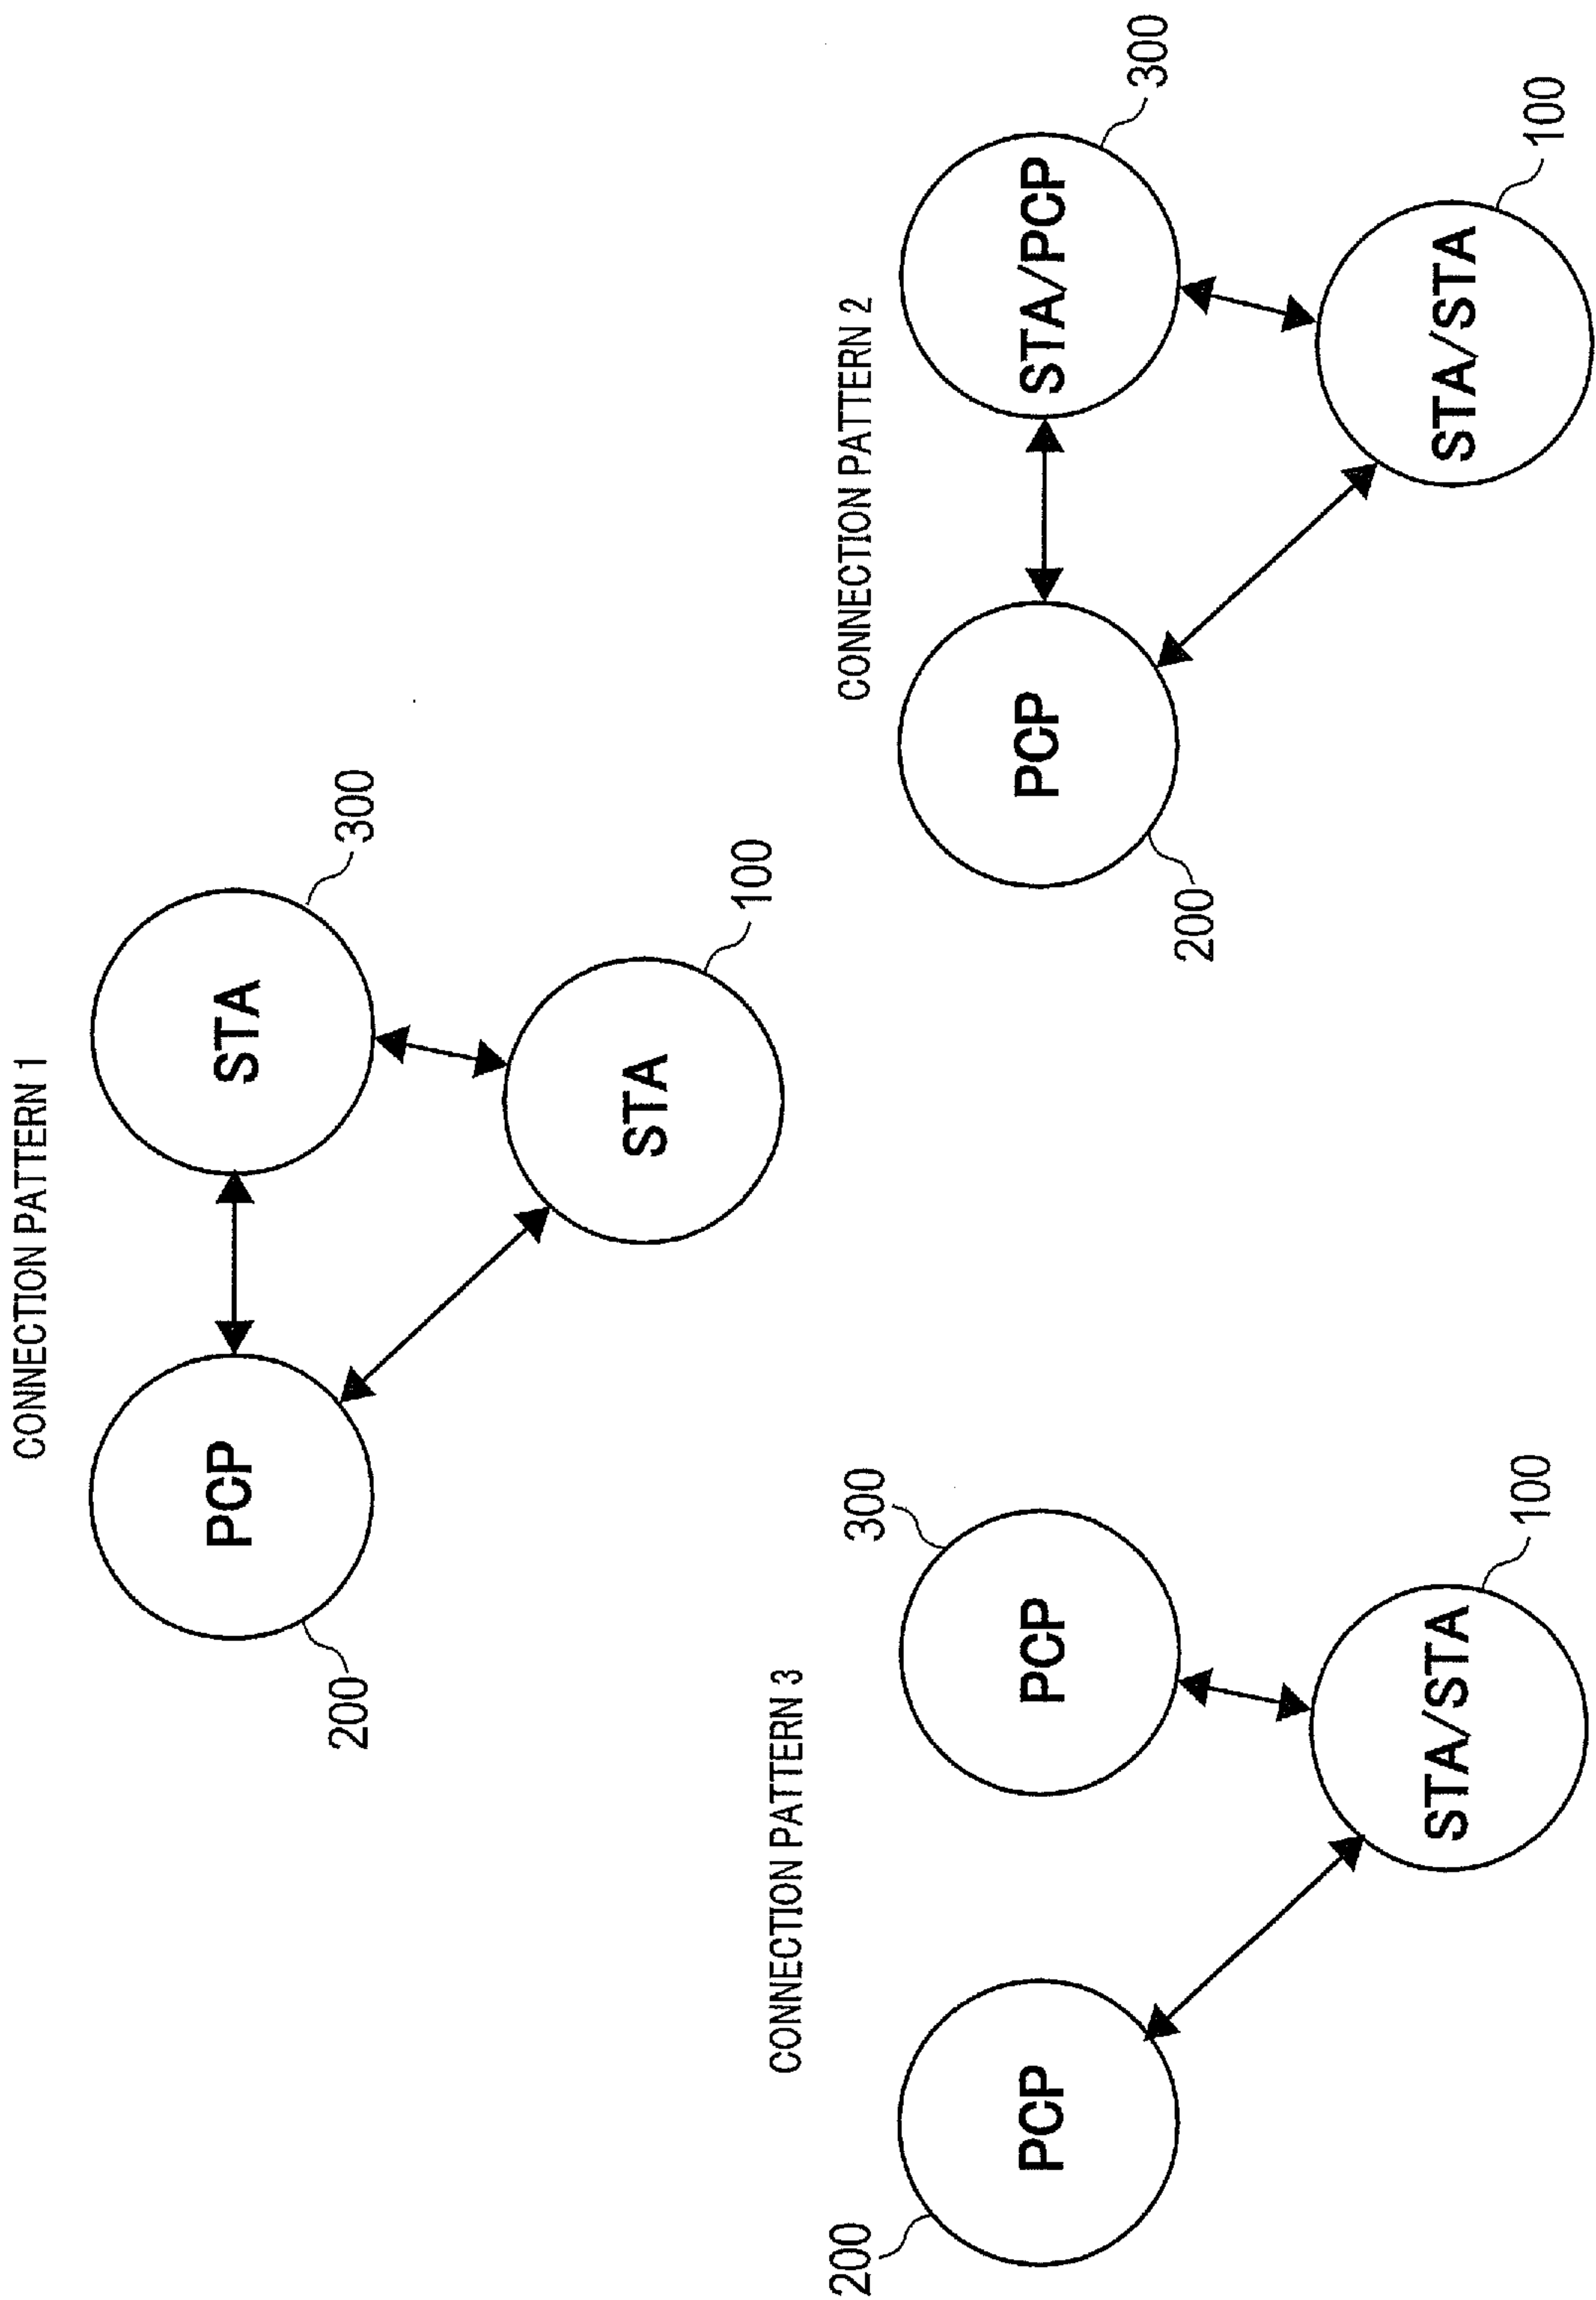 CONNECTION PATTERN 1
PCP
STA
STA
200
300
100
CONNECTION PATTERN 3
PCP
PCP
STA/STA
200
300
100
CONNECTION PATTERN 2
PCP
STA/PCP
STA/STA
200
300
100